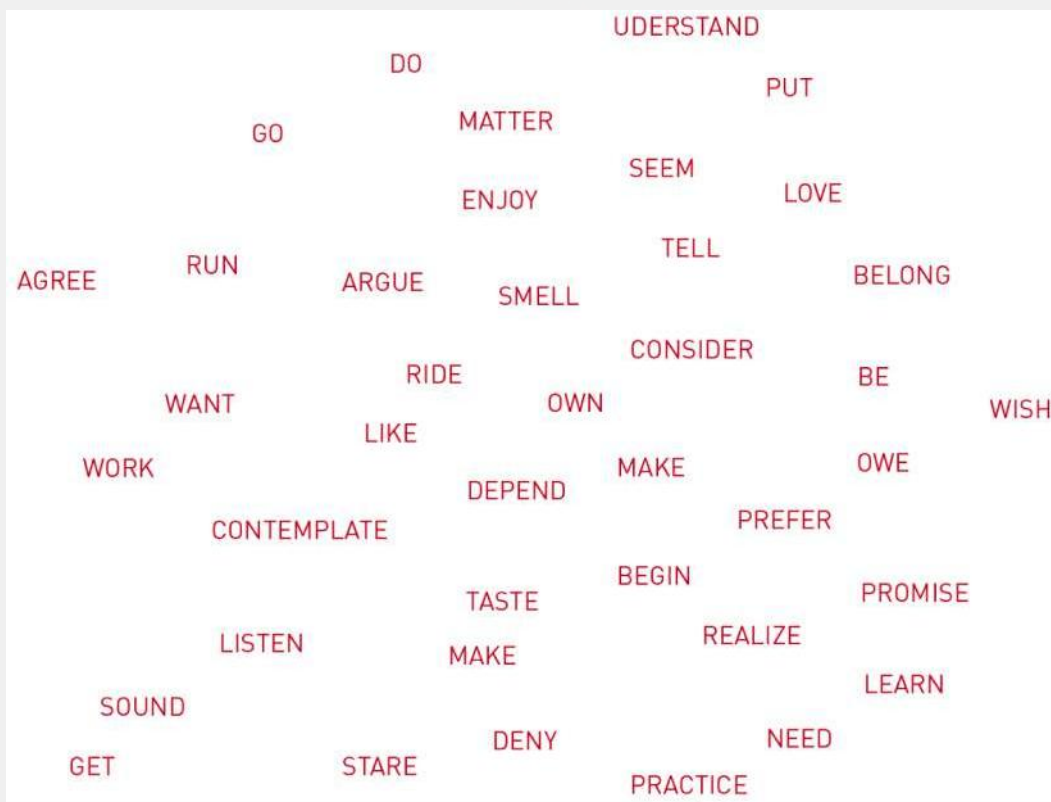 UDERSTAND
DO
PUT
MATTER
GO
SEEM
LOVE
ENJOY
TELL
RUN
BELONG
AGREE
ARGUE
SMELL
CONSIDER
RIDE
BE
WANT
OWN
WISH
LIKE
OWE
WORK
MAKE
DEPEND
PREFER
CONTEMPLATE
BEGIN
PROMISE
TASTE
REALIZE
LISTEN
MAKE
LEARN
SOUND
DENY
NEED
GET
STARE
PRACTICE